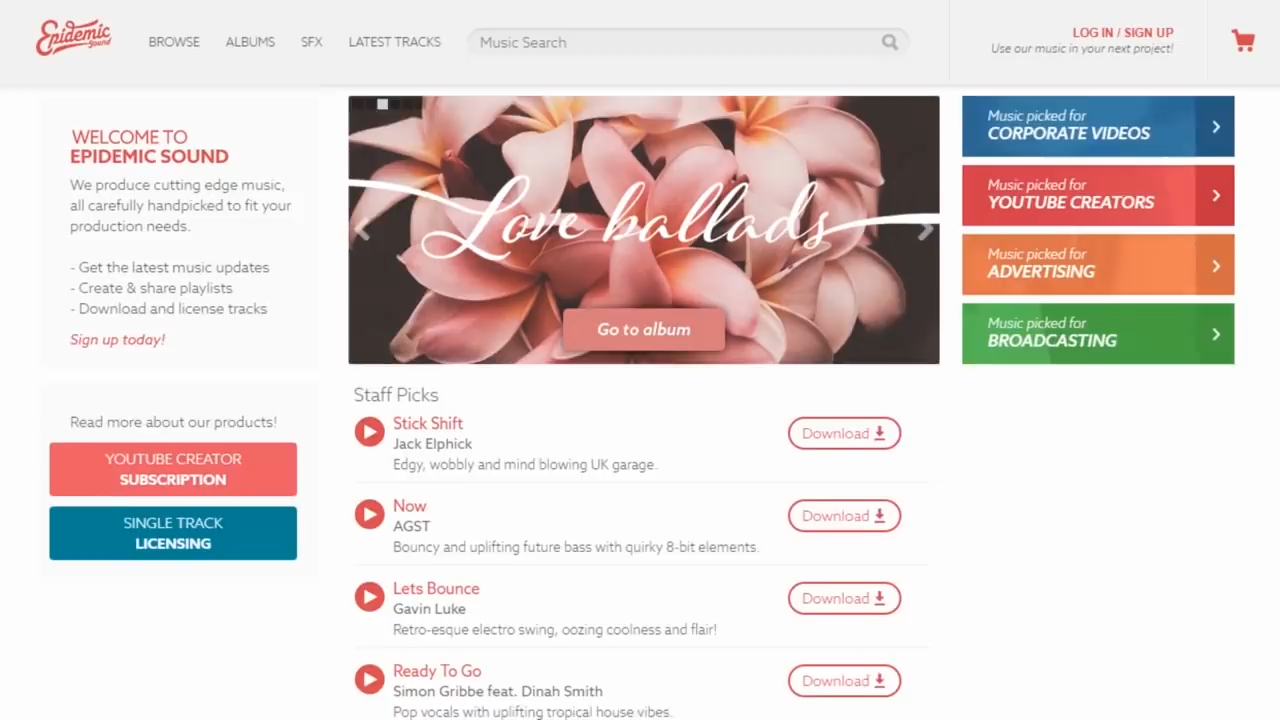 Epidemic
Sound
BROWSE
ALBUMS
SFX
LATEST TRACKS
Music Search
LOG IN / SIGN UP
Use our music in your next project!
WELCOME TO
EPIDEMIC SOUND
We produce cutting edge music,
all carefully handpicked to fit your
production needs.
- Get the latest music updates
- Create & share playlists
- Download and license tracks
Sign up today!
Read more about our products!
YOUTUBE CREATOR
SUBSCRIPTION
SINGLE TRACK
LICENSING
Love ballads
Go to album
Staff Picks
Stick Shift
Jack Elphick
Edgy, wobbly and mind blowing UK garage.
Download
Now
AGST
Bouncy and uplifting future bass with quirky 8-bit elements.
Download
Lets Bounce
Gavin Luke
Retro-esque electro swing, oozing coolness and flair!
Download
Ready To Go
Simon Gribbe feat. Dinah Smith
Pop vocals with uplifting tropical house vibes.
Download
Music picked for
CORPORATE VIDEOS
Music picked for
YOUTUBE CREATORS
Music picked for
ADVERTISING
Music picked for
BROADCASTING